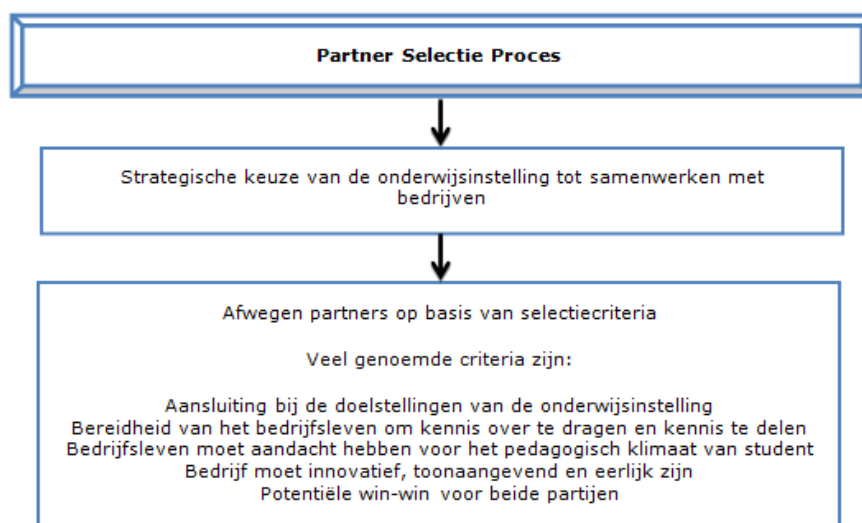 Partner Selectie Proces
Strategische keuze van de onderwijsinstelling tot samenwerken met
bedrijven
Afwegen partners op basis van selectiecriteria
Veel genoemde criteria zijn:
Aansluiting bij de doelstellingen van de onderwijsinstelling
Bereidheid van het bedrijfsleven om kennis over te dragen en kennis te delen
Bedrijfsleven moet aandacht hebben voor het pedagogisch klimaat van student
Bedrijf moet innovatief, toonaangevend en eerlijk zijn
Potentiële win-win voor beide partijen